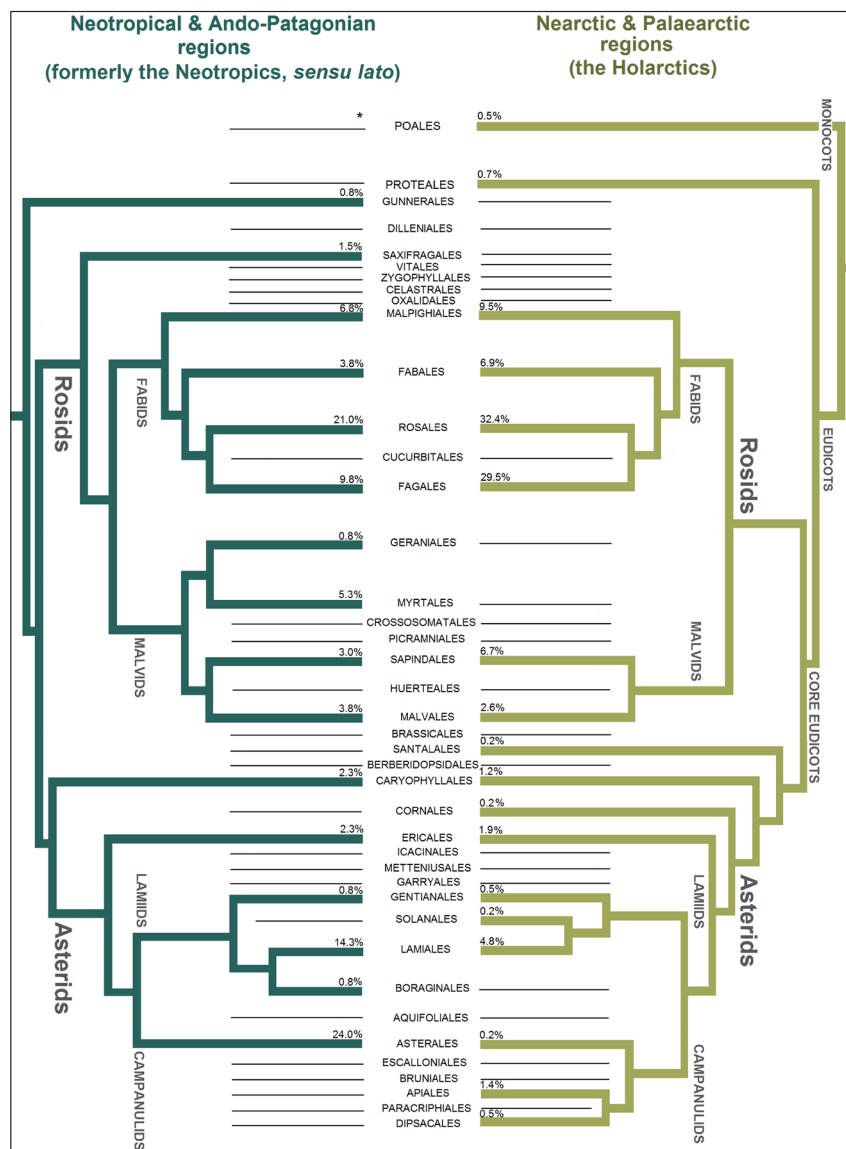 Neotropical & Ando-Patagonian
regions
(formerly the Neotropics, sensu lato)
Nearctic & Palaearctic
regions
(the Holarctics)
* POALES 0.5%
MONOCOTS
PROTEALES 0.7%
0.8% GUNNERALES
DILLENIALES
1.5% SAXIFRAGALES
VITALES
ZYGOPHYLLALES
CELASTRALES
OXALIDALES
6.8% MALPIGHIALES 9.5%
3.8% FABALES 6.9%
Rosids
FABIDS
FABIDS
21.0% ROSALES 32.4%
CUCURBITALES
9.8% FAGALES 29.5%
Rosids
EUDICOTS
0.8% GERANIALES
5.3% MYRTALES
CROSSOSOMATALES
PICRAMNIALES
3.0% SAPINDALES 6.7%
MALVIDS
MALVIDS
HUERTEALES
3.8% MALVALES 2.6%
BRASSICALES
SANTALALES 0.2%
BERBERIDOPSIDALES
2.3% CARYOPHYLLALES 1.2%
CORE EUDICOTS
CORNALES 0.2%
2.3% ERICALES 1.9%
ICACINALES
METTENIUSALES
GARRYALES
0.8% GENTIANALES 0.5%
LAMIIDS
LAMIIDS
SOLANALES 0.2%
14.3% LAMIALES 4.8%
Asterids
Asterids
0.8% BORAGINALES
AQUIFOLIALES
24.0% ASTERALES 0.2%
ESCALLONIALES
BRUNIALES
APIALES 1.4%
CAMPANULIDS
CAMPANULIDS
PARACRIPHIALES
DIPSACALES 0.5%